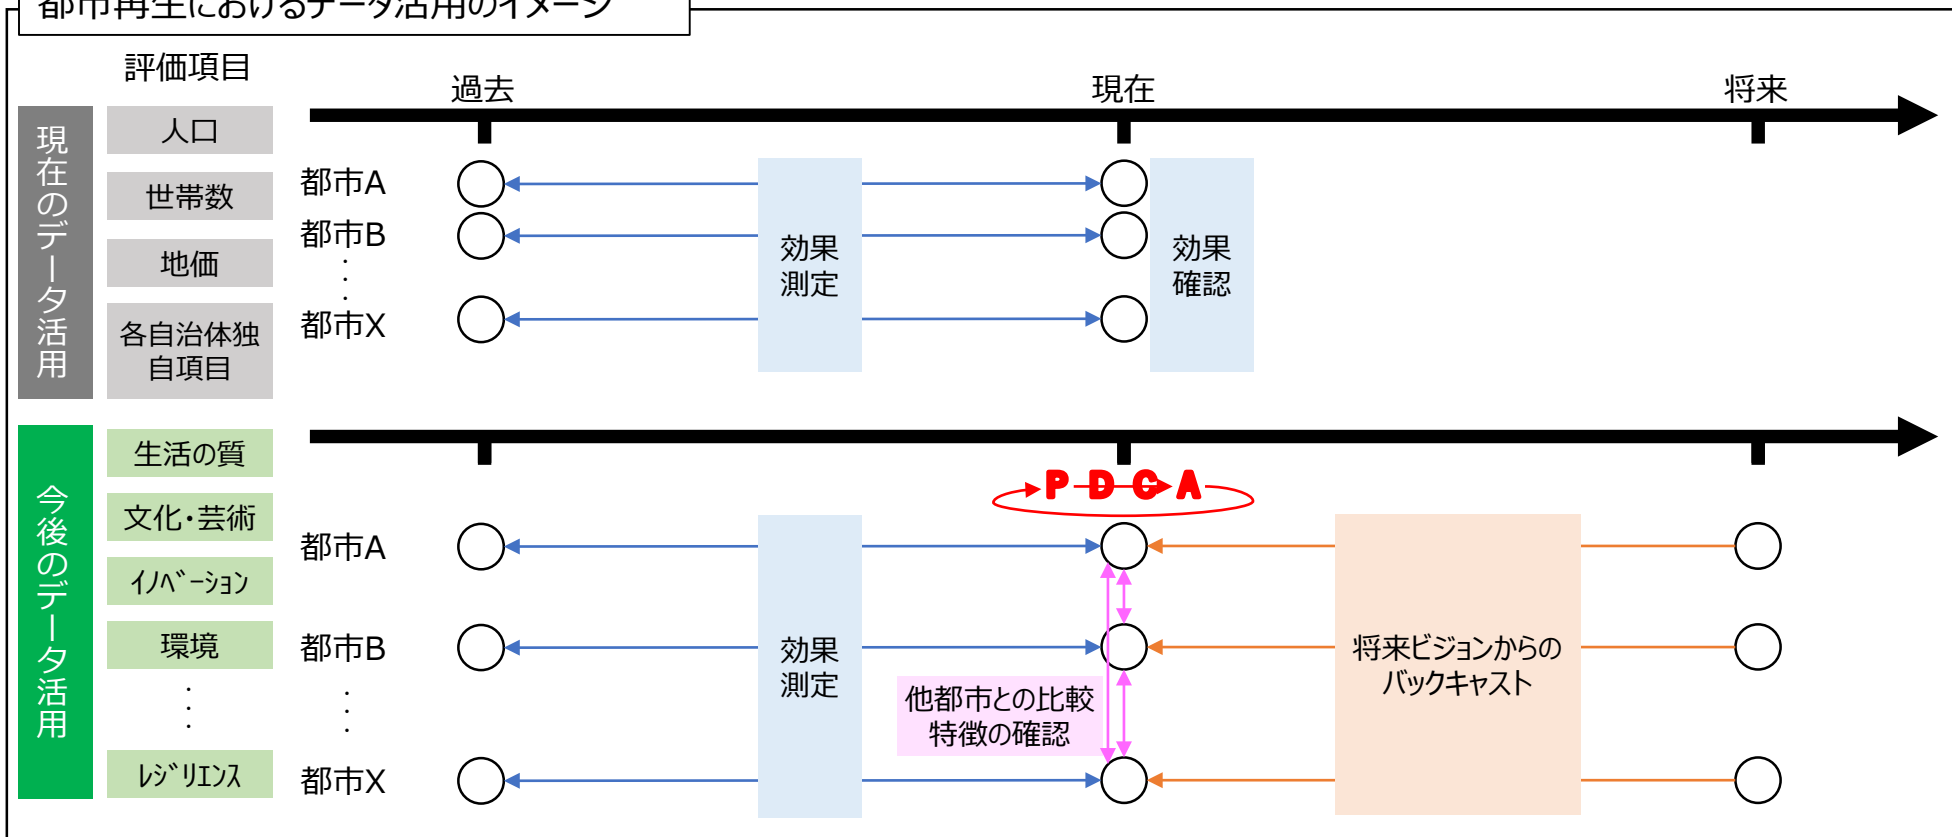 都市再生におけるデータ活用のイメージ
評価項目
過去
現在
将来
現在のデータ活用
人口
世帯数
地価
各自治体独
自項目
都市A
都市B
・
・
・
都市X
効果
測定
効果
確認
今後のデータ活用
生活の質
文化・芸術
ｲﾉﾍﾞｰｼｮﾝ
環境
・
・
・
ﾚｼﾞﾘｴﾝｽ
P D C A
都市A
都市B
・
・
・
都市X
効果
測定
他都市との比較
特徴の確認
将来ビジョンからの
バックキャスト